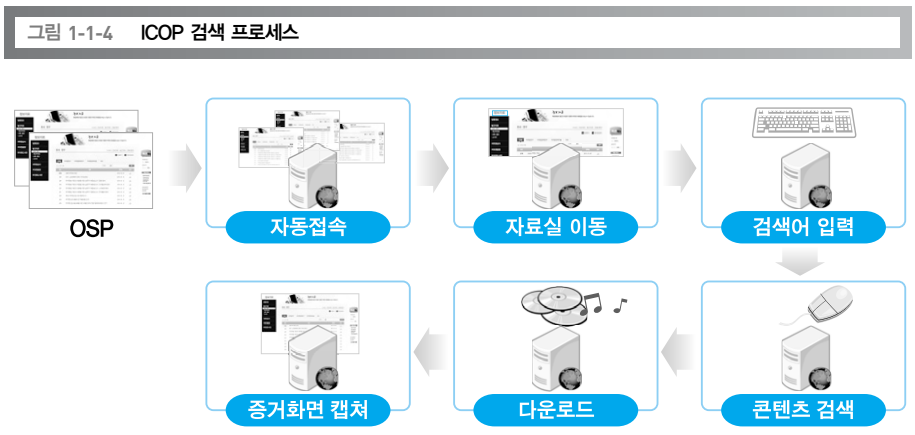 그림 1-1-4 ICOP 검색 프로세스
OSP
자동접속
자료실 이동
검색어 입력
콘텐츠 검색
다운로드
증거화면 캡쳐